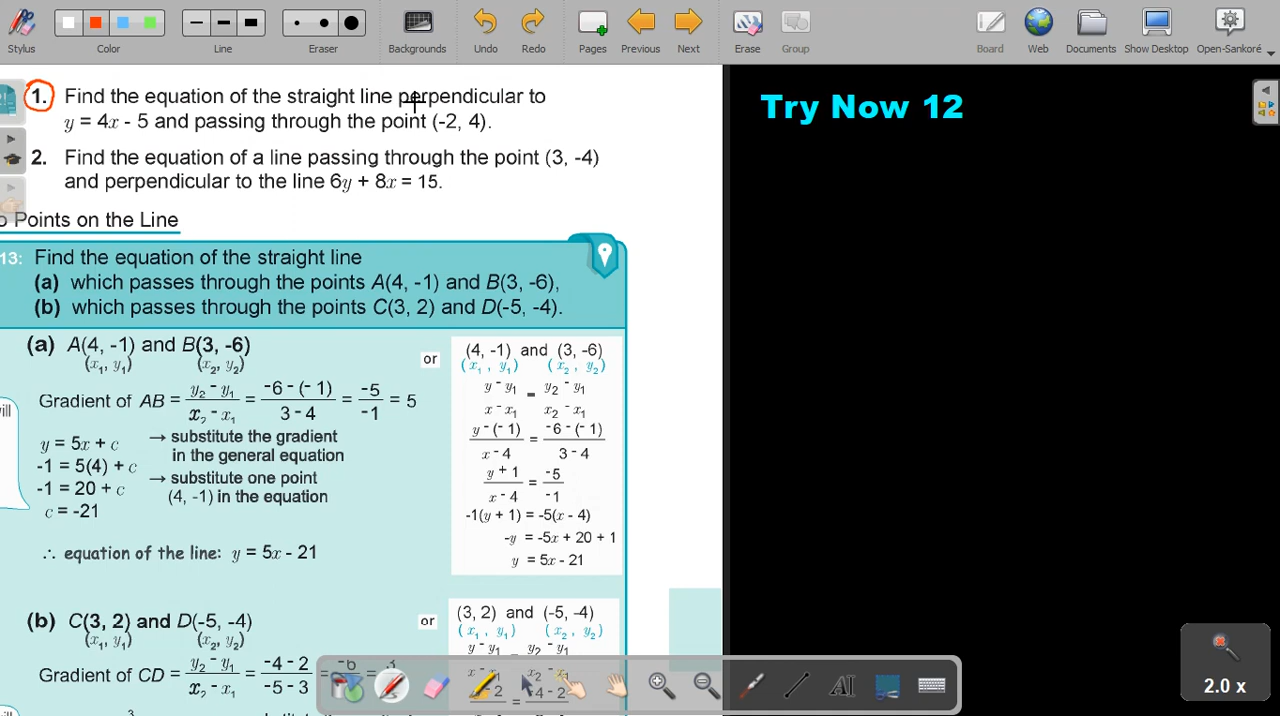 Stylus Color Line Eraser Backgrounds Undo Redo Pages Previous Next Erase Group Board Web Documents Show Desktop Open-Sankoré
1. Find the equation of the straight line perpendicular to
y = 4x - 5 and passing through the point (-2, 4).
2. Find the equation of a line passing through the point (3, -4)
and perpendicular to the line 6y + 8x = 15.
o Points on the Line
13: Find the equation of the straight line
(a) which passes through the points A(4, -1) and B(3, -6),
(b) which passes through the points C(3, 2) and D(-5, -4).
(a) A(4, -1) and B(3, -6)
(x₁, y₁) (x₂, y₂)
Gradient of AB = y₂ - y₁ / x₂ - x₁ = -6 - (-1) / 3 - 4 = -5 / -1 = 5
y = 5x + c → substitute the gradient
in the general equation
-1 = 5(4) + c
-1 = 20 + c → substitute one point
(4, -1) in the equation
c = -21
∴ equation of the line: y = 5x - 21
or
(4, -1) and (3, -6)
(x₁, y₁) (x₂, y₂)
y - y₁ / x - x₁ = y₂ - y₁ / x₂ - x₁
y - (-1) / x - 4 = -6 - (-1) / 3 - 4
y + 1 / x - 4 = -5 / -1
-1(y + 1) = -5(x - 4)
-y = -5x + 20 + 1
y = 5x - 21
(b) C(3, 2) and D(-5, -4)
(x₁, y₁) (x₂, y₂)
Gradient of CD = y₂ - y₁ / x₂ - x₁ = -4 - 2 / -5 - 3 = -6
or
(3, 2) and (-5, -4)
(x₁, y₁) (x₂, y₂)
y - y₁ y₂ - y₁
will
Try Now 12
2.0 x